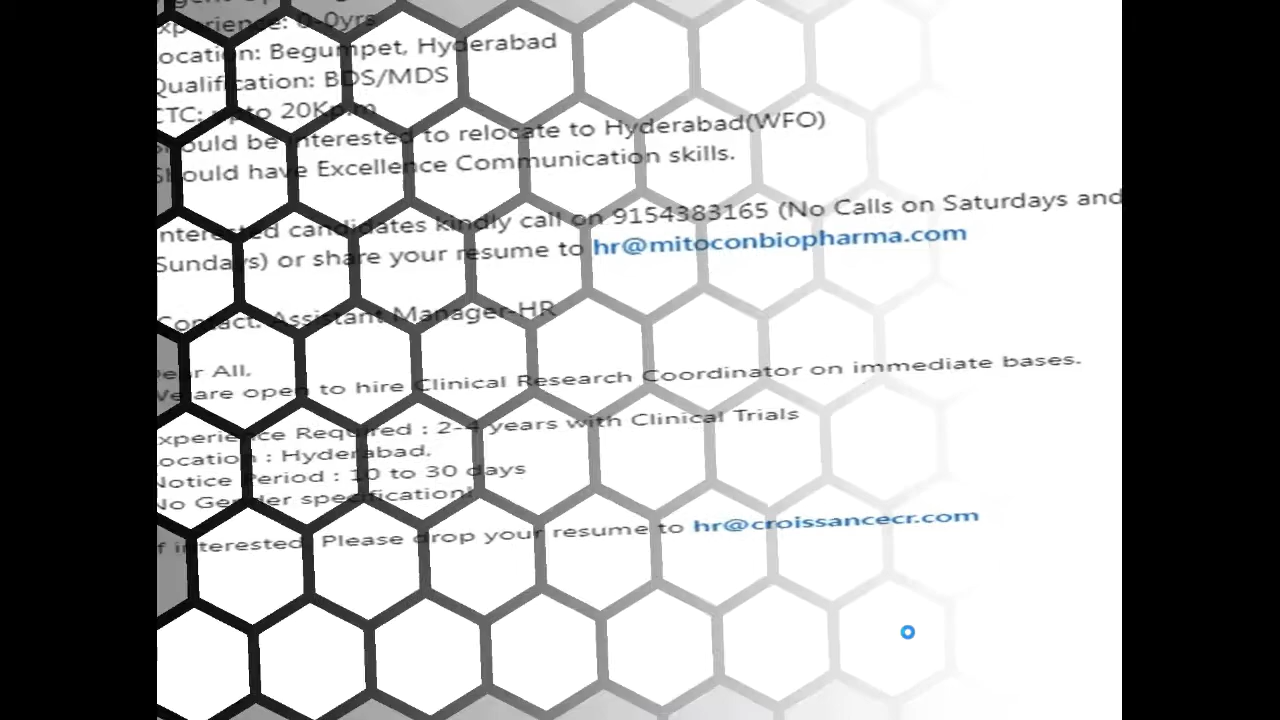 Experience: 0-0yrs
Location: Begumpet, Hyderabad
Qualification: BDS/MDS
CTC: upto 20Kp.m
Should be interested to relocate to Hyderabad(WFO)
Should have Excellence Communication skills.
Interested candidates kindly call on 9154383165 (No Calls on Saturdays and
Sundays) or share your resume to hr@mitoconbiopharma.com
Contact: Assistant Manager-HR
Dear All,
We are open to hire Clinical Research Coordinator on immediate bases.
Experience Required : 2-4 years with Clinical Trials
Location : Hyderabad,
Notice Period : 10 to 30 days
No Gender specification!
If interested, Please drop your resume to hr@croissancecr.com